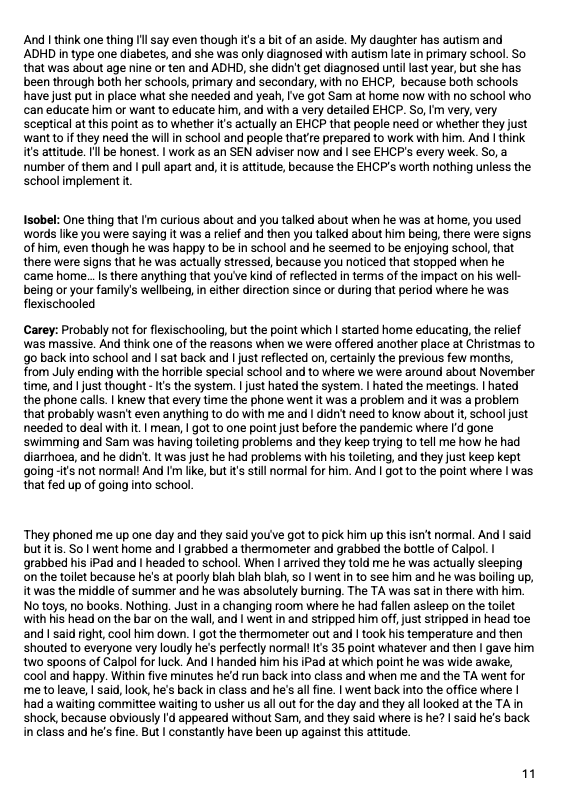 And I think one thing I'll say even though it's a bit of an aside. My daughter has autism and
ADHD in type one diabetes, and she was only diagnosed with autism late in primary school. So
that was about age nine or ten and ADHD, she didn't get diagnosed until last year, but she has
been through both her schools, primary and secondary, with no EHCP,  because both schools
have just put in place what she needed and yeah, I've got Sam at home now with no school who
can educate him or want to educate him, and with a very detailed EHCP. So, I'm very, very
sceptical at this point as to whether it's actually an EHCP that people need or whether they just
want to if they need the will in school and people that're prepared to work with him. And I think
it's attitude. I'll be honest. I work as an SEN adviser now and I see EHCP's every week. So, a
number of them and I pull apart and, it is attitude, because the EHCP's worth nothing unless the
school implement it.
Isobel: One thing that I'm curious about and you talked about when he was at home, you used
words like you were saying it was a relief and then you talked about him being, there were signs
of him, even though he was happy to be in school and he seemed to be enjoying school, that
there were signs that he was actually stressed, because you noticed that stopped when he
came home… Is there anything that you've kind of reflected in terms of the impact on his well-
being or your family's wellbeing, in either direction since or during that period where he was
flexischooled
Carey: Probably not for flexischooling, but the point which I started home educating, the relief
was massive. And think one of the reasons when we were offered another place at Christmas to
go back into school and I sat back and I just reflected on, certainly the previous few months,
from July ending with the horrible special school and to where we were around about November
time, and I just thought - It's the system. I just hated the system. I hated the meetings. I hated
the phone calls. I knew that every time the phone went it was a problem and it was a problem
that probably wasn't even anything to do with me and I didn't need to know about it, school just
needed to deal with it. I mean, I got to one point just before the pandemic where I'd gone
swimming and Sam was having toileting problems and they keep trying to tell me how he had
diarrhoea, and he didn't. It was just he had problems with his toileting, and they just keep kept
going -it's not normal! And I'm like, but it's still normal for him. And I got to the point where I was
that fed up of going into school.
They phoned me up one day and they said you've got to pick him up this isn't normal. And I said
but it is. So I went home and I grabbed a thermometer and grabbed the bottle of Calpol. I
grabbed his iPad and I headed to school. When I arrived they told me he was actually sleeping
on the toilet because he's at poorly blah blah blah, so I went in to see him and he was boiling up,
it was the middle of summer and he was absolutely burning. The TA was sat in there with him.
No toys, no books. Nothing. Just in a changing room where he had fallen asleep on the toilet
with his head on the bar on the wall, and I went in and stripped him off, just stripped in head toe
and I said right, cool him down. I got the thermometer out and I took his temperature and then
shouted to everyone very loudly he's perfectly normal! It's 35 point whatever and then I gave him
two spoons of Calpol for luck. And I handed him his iPad at which point he was wide awake,
cool and happy. Within five minutes he'd run back into class and when me and the TA went for
me to leave, I said, look, he's back in class and he's all fine. I went back into the office where I
had a waiting committee waiting to usher us all out for the day and they all looked at the TA in
shock, because obviously I'd appeared without Sam, and they said where is he? I said he's back
in class and he's fine. But I constantly have been up against this attitude.
11